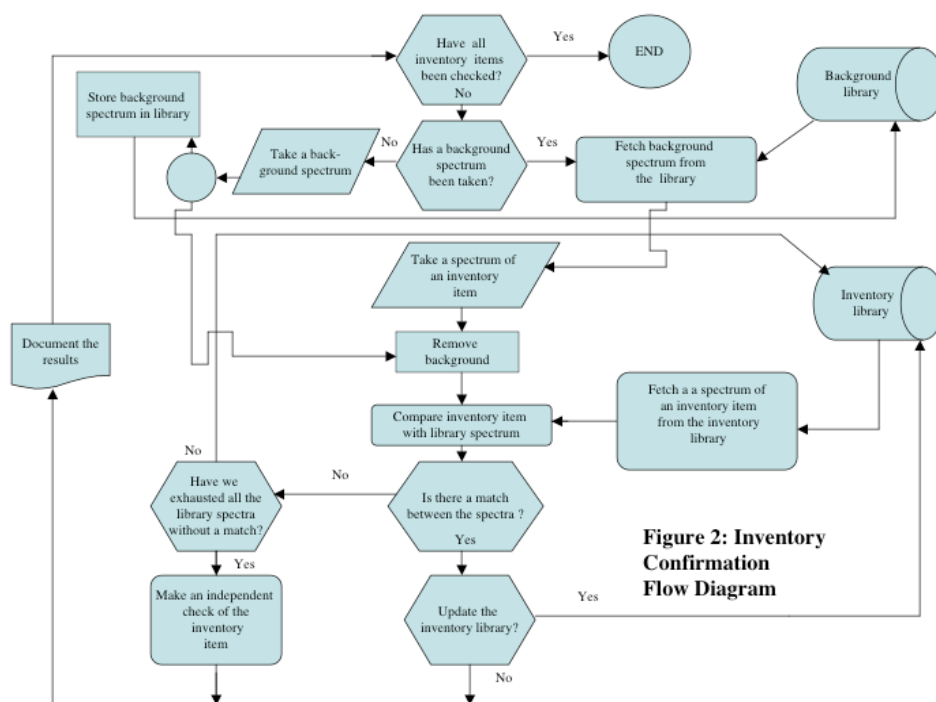 Have all
inventory items
been checked?
Yes
END
No
Background
library
Store background
spectrum in library
Take a back-
ground spectrum
No
Has a background
spectrum
been taken?
Yes
Fetch background
spectrum from
the library
Take a spectrum of
an inventory
item
Inventory
library
Document the
results
Remove
background
Fetch a a spectrum of
an inventory item
from the inventory
library
Compare inventory item
with library spectrum
No
Have we
exhausted all the
library spectra
without a match?
No
Is there a match
between the spectra ?
Yes
Yes
Figure 2: Inventory
Confirmation
Flow Diagram
Make an independent
check of the
inventory
item
Update the
inventory library?
Yes
No